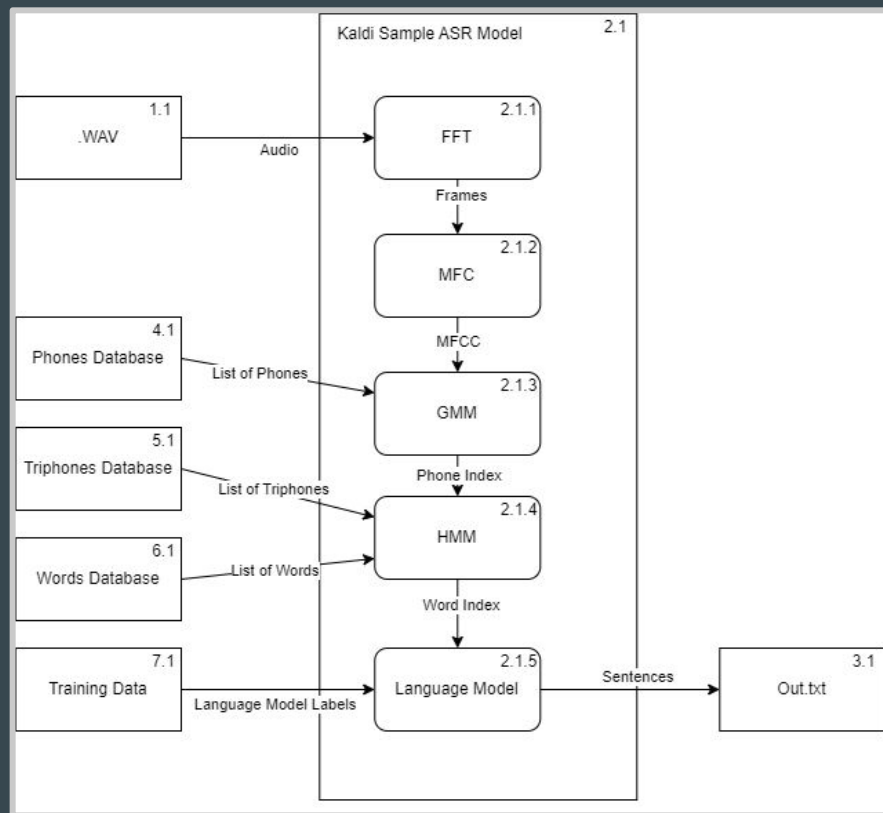 Kaldi Sample ASR Model
2.1
1.1
.WAV
Audio
2.1.1
FFT
Frames
2.1.2
MFC
MFCC
4.1
Phones Database
List of Phones
2.1.3
GMM
Phone Index
5.1
Triphones Database
List of Triphones
2.1.4
HMM
6.1
Words Database
List of Words
Word Index
7.1
Training Data
Language Model Labels
2.1.5
Language Model
Sentences
3.1
Out.txt